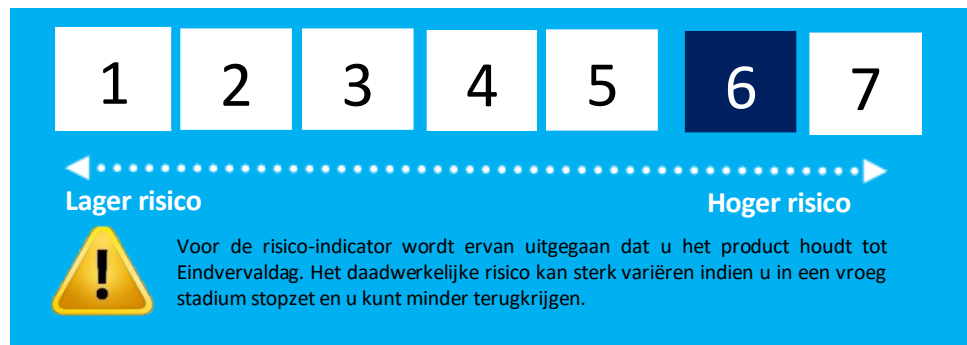 1 2 3 4 5 6 7
Lager risico Hoger risico
Voor de risico-indicator wordt ervan uitgegaan dat u het product houdt tot
Eindvervaldag. Het daadwerkelijke risico kan sterk variëren indien u in een vroeg
stadium stopzet en u kunt minder terugkrijgen.